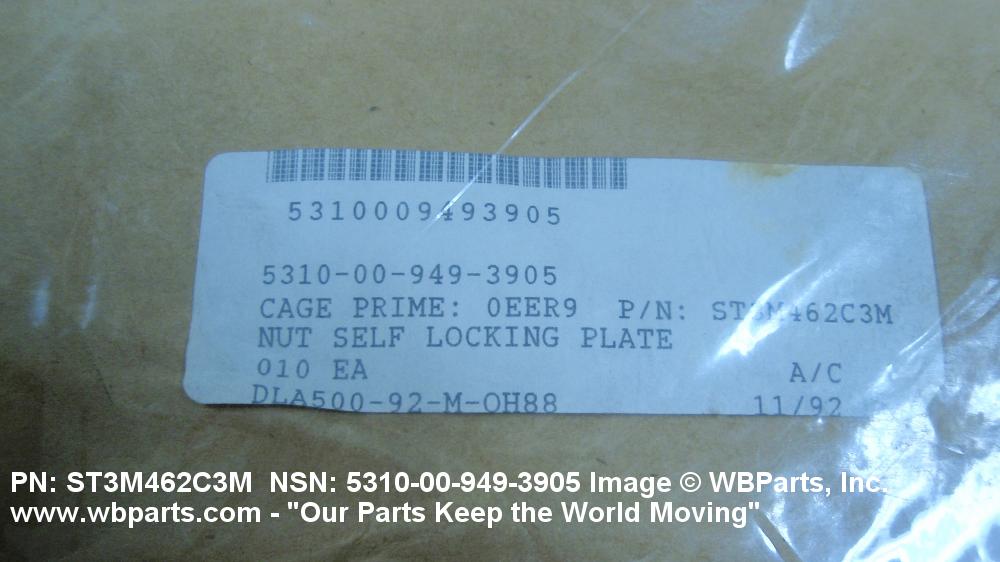 5310009493905
5310-00-949-3905
CAGE PRIME: 0EER9 P/N: ST3M462C3M
NUT SELF LOCKING PLATE
010 EA A/C
DLA500-92-M-OH88 11/92
PN: ST3M462C3M NSN: 5310-00-949-3905 Image © WBParts, Inc.
www.wbparts.com - "Our Parts Keep the World Moving"